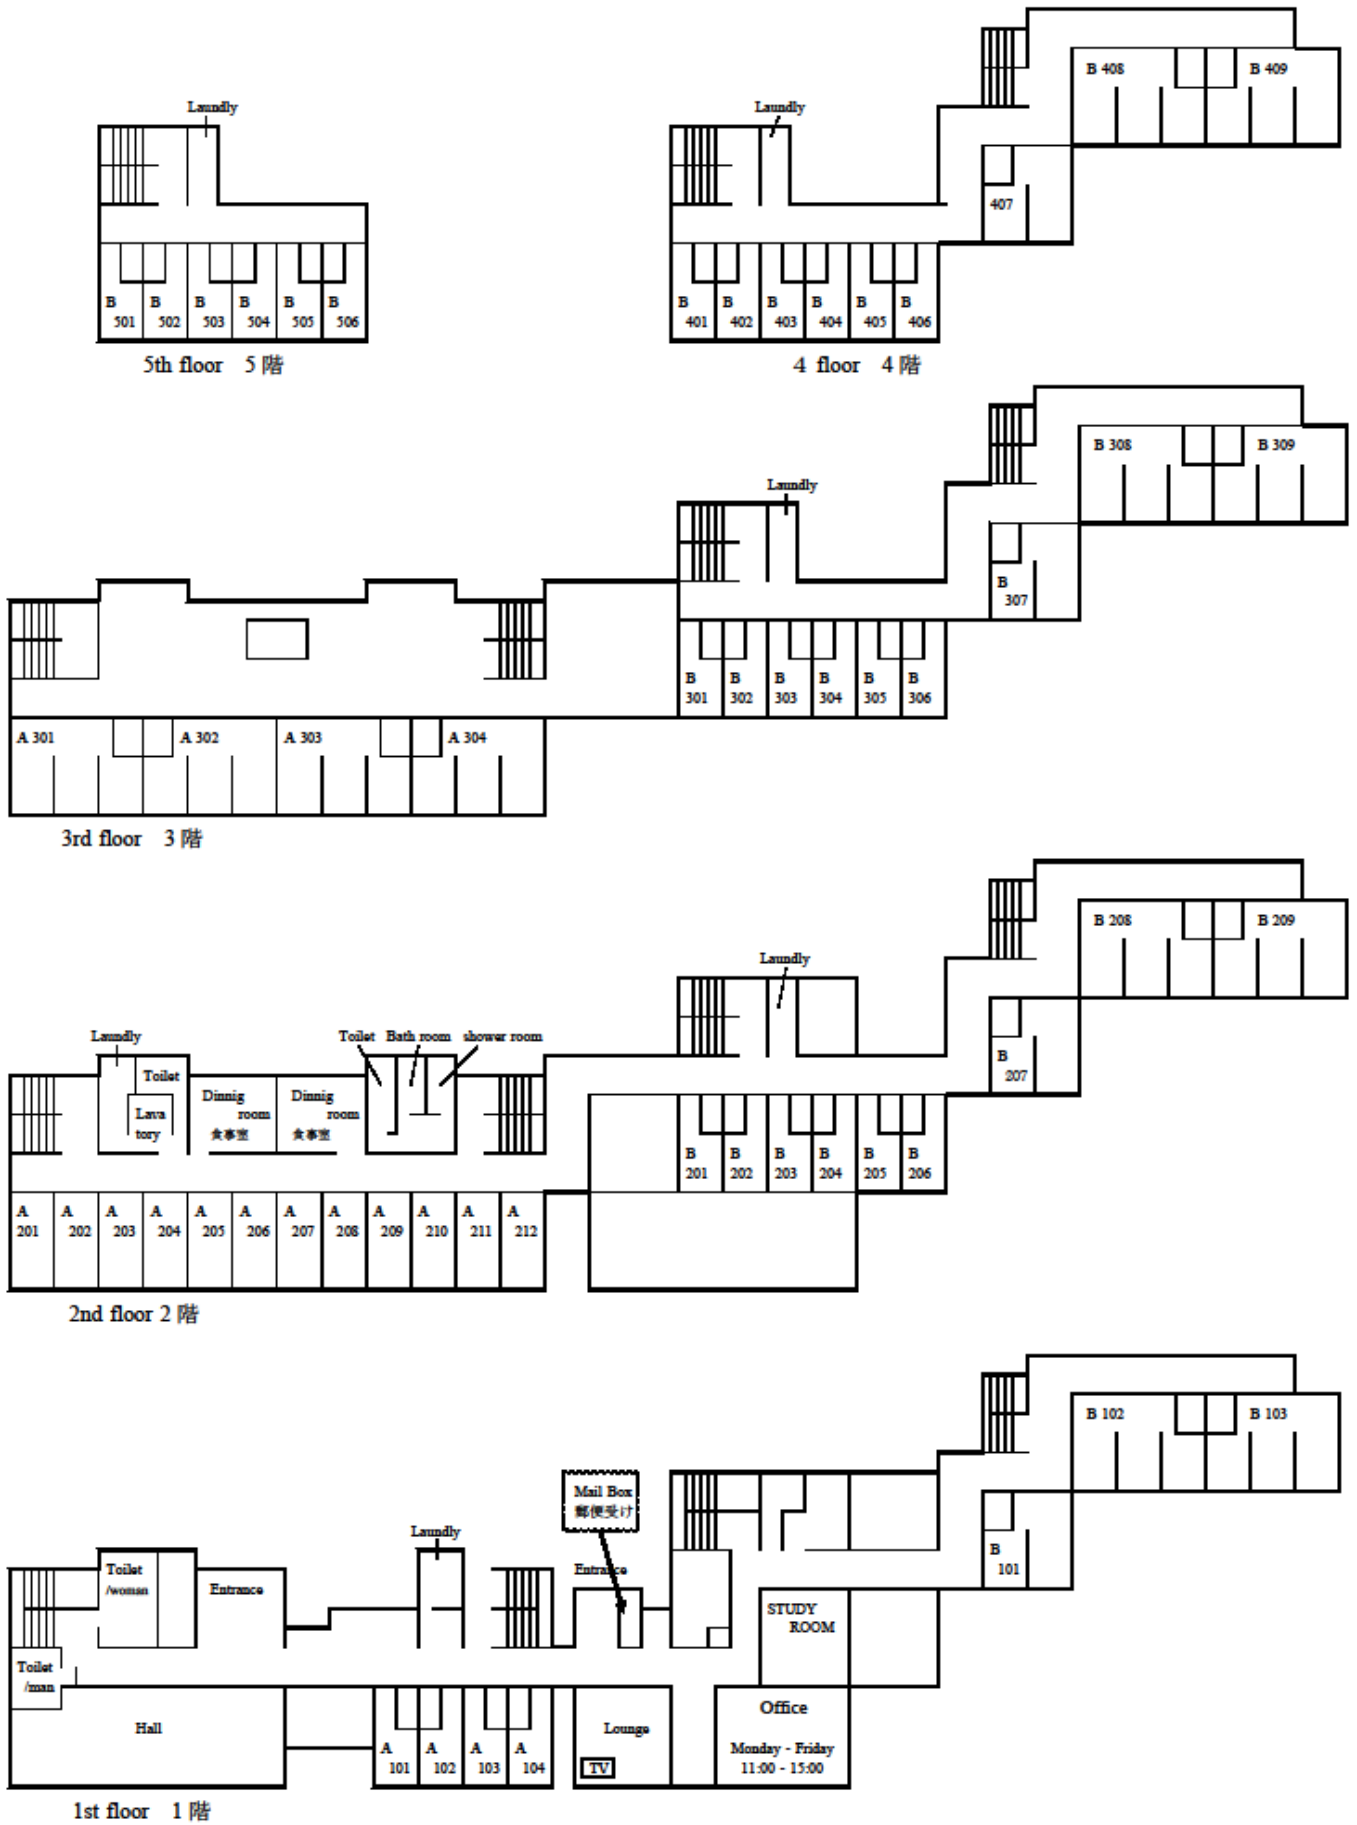 B 408
B 409
Laundly
Laundly
407
B
501
B
502
B
503
B
504
B
505
B
506
B
401
B
402
B
403
B
404
B
405
B
406
5th floor 5 階
4 floor 4 階
B 308
B 309
Laundly
B
307
B
301
B
302
B
303
B
304
B
305
B
306
A 301
A 302
A 303
A 304
3rd floor 3 階
B 208
B 209
Laundly
Laundly
Toilet
Bath room
shower room
B
207
Toilet
Lava
tory
Dinnig
room
食事室
Dinnig
room
食事室
B
201
B
202
B
203
B
204
B
205
B
206
A
201
A
202
A
203
A
204
A
205
A
206
A
207
A
208
A
209
A
210
A
211
A
212
2nd floor 2 階
B 102
B 103
Mail Box
郵便受け
Laundly
Entrance
B
101
Toilet
/woman
Entrance
STUDY
ROOM
Toilet
/man
Hall
A
101
A
102
A
103
A
104
Lounge
TV
Office
Monday - Friday
11:00 - 15:00
1st floor 1 階